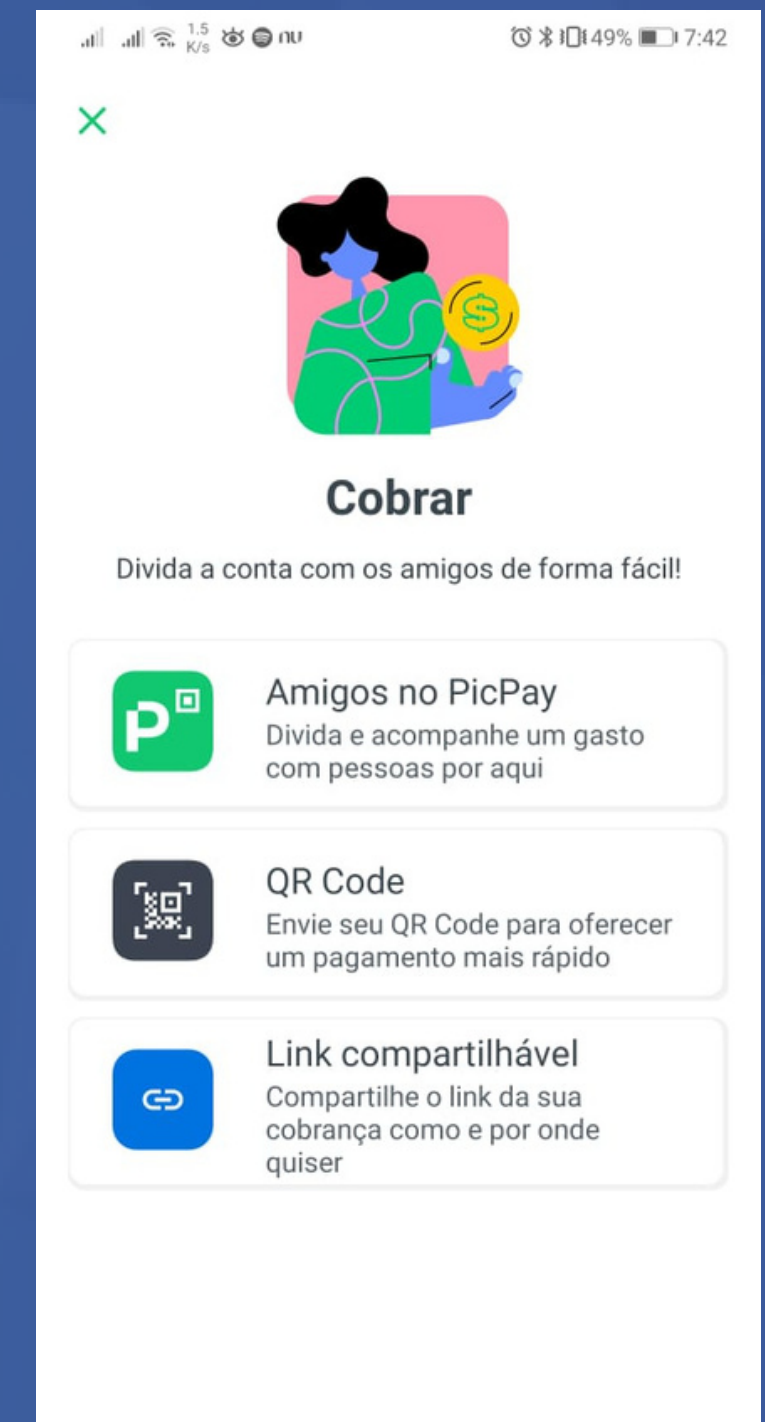 1.5
K/s
nu
49%
7:42
Cobrar
Divida a conta com os amigos de forma fácil!
P
Amigos no PicPay
Divida e acompanhe um gasto
com pessoas por aqui
QR Code
Envie seu QR Code para oferecer
um pagamento mais rápido
Link compartilhável
Compartilhe o link da sua
cobrança como e por onde
quiser